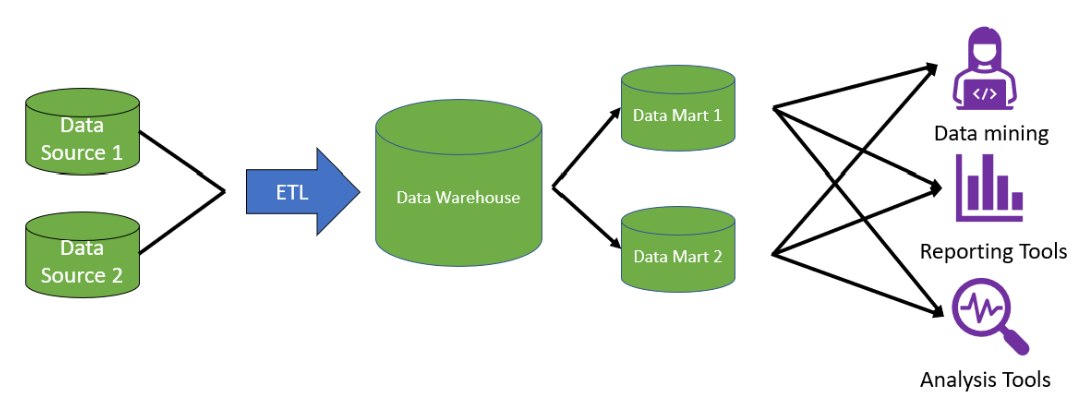 Data
Source 1
Data
Source 2
ETL
Data Warehouse
Data Mart 1
Data Mart 2
</>
Data mining
Reporting Tools
Analysis Tools